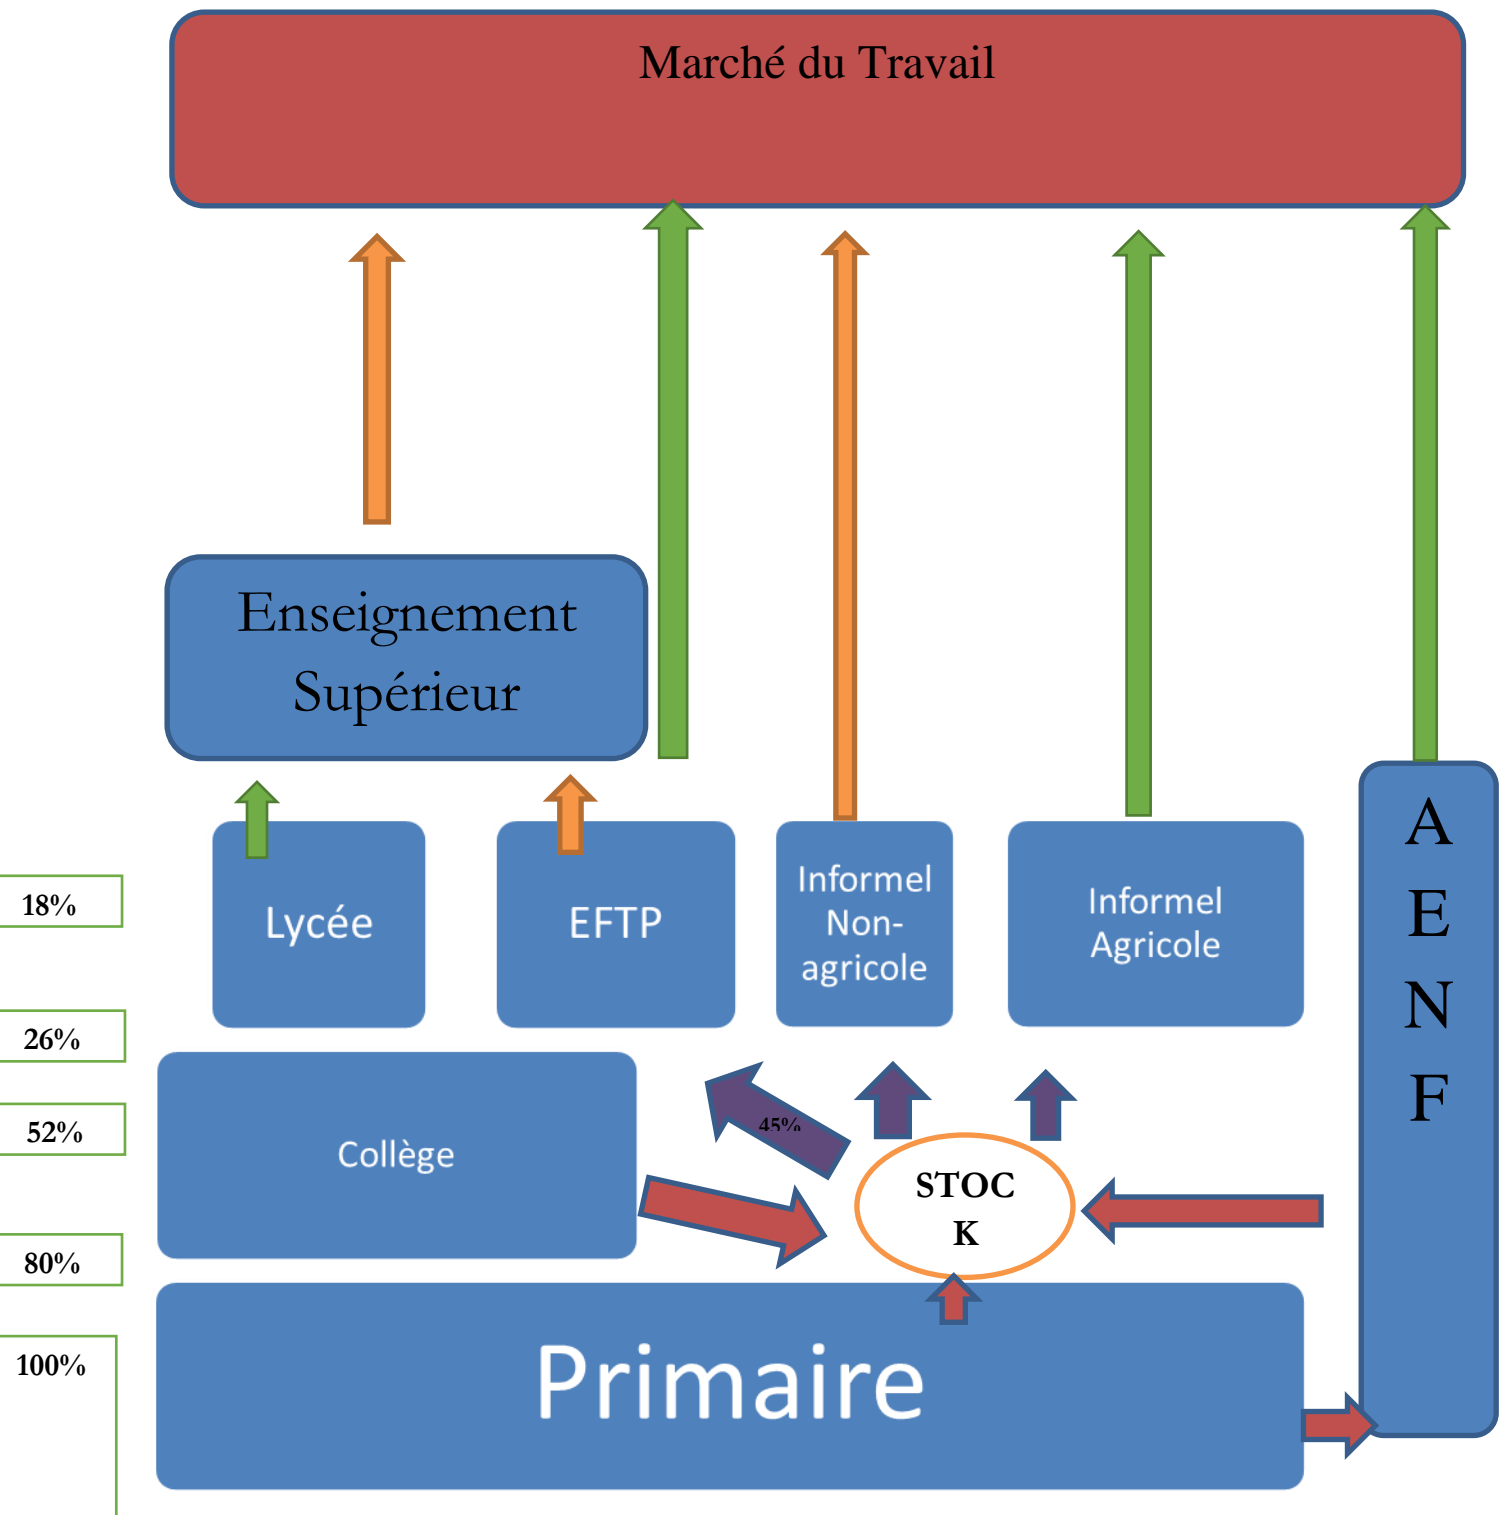 Marché du Travail
Enseignement
Supérieur
A
E
N
F
18%
Lycée
EFTP
Informel
Non-
agricole
Informel
Agricole
26%
52%
Collège
45%
STOC
K
80%
100%
Primaire